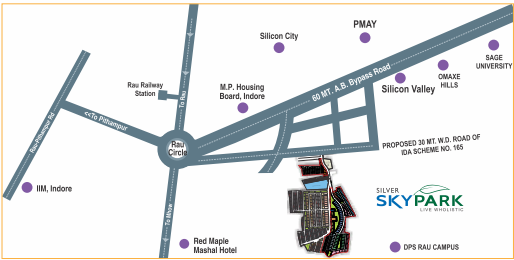 PMAY
Silicon City
SAGE
UNIVERSITY
OMAXE
HILLS
Silicon Valley
60 MT. A.B. Bypass Road
Rau Railway
Station
To Rau
M.P. Housing
Board, Indore
<<To Pithampur
Rau-Pithampur Rd
Rau
Circle
PROPOSED 30 MT. W.D. ROAD OF
IDA SCHEME NO. 165
IIM, Indore
To Mhow
SILVER
SKYPARK
LIVE WHOLISTIC
Red Maple
Mashal Hotel
DPS RAU CAMPUS